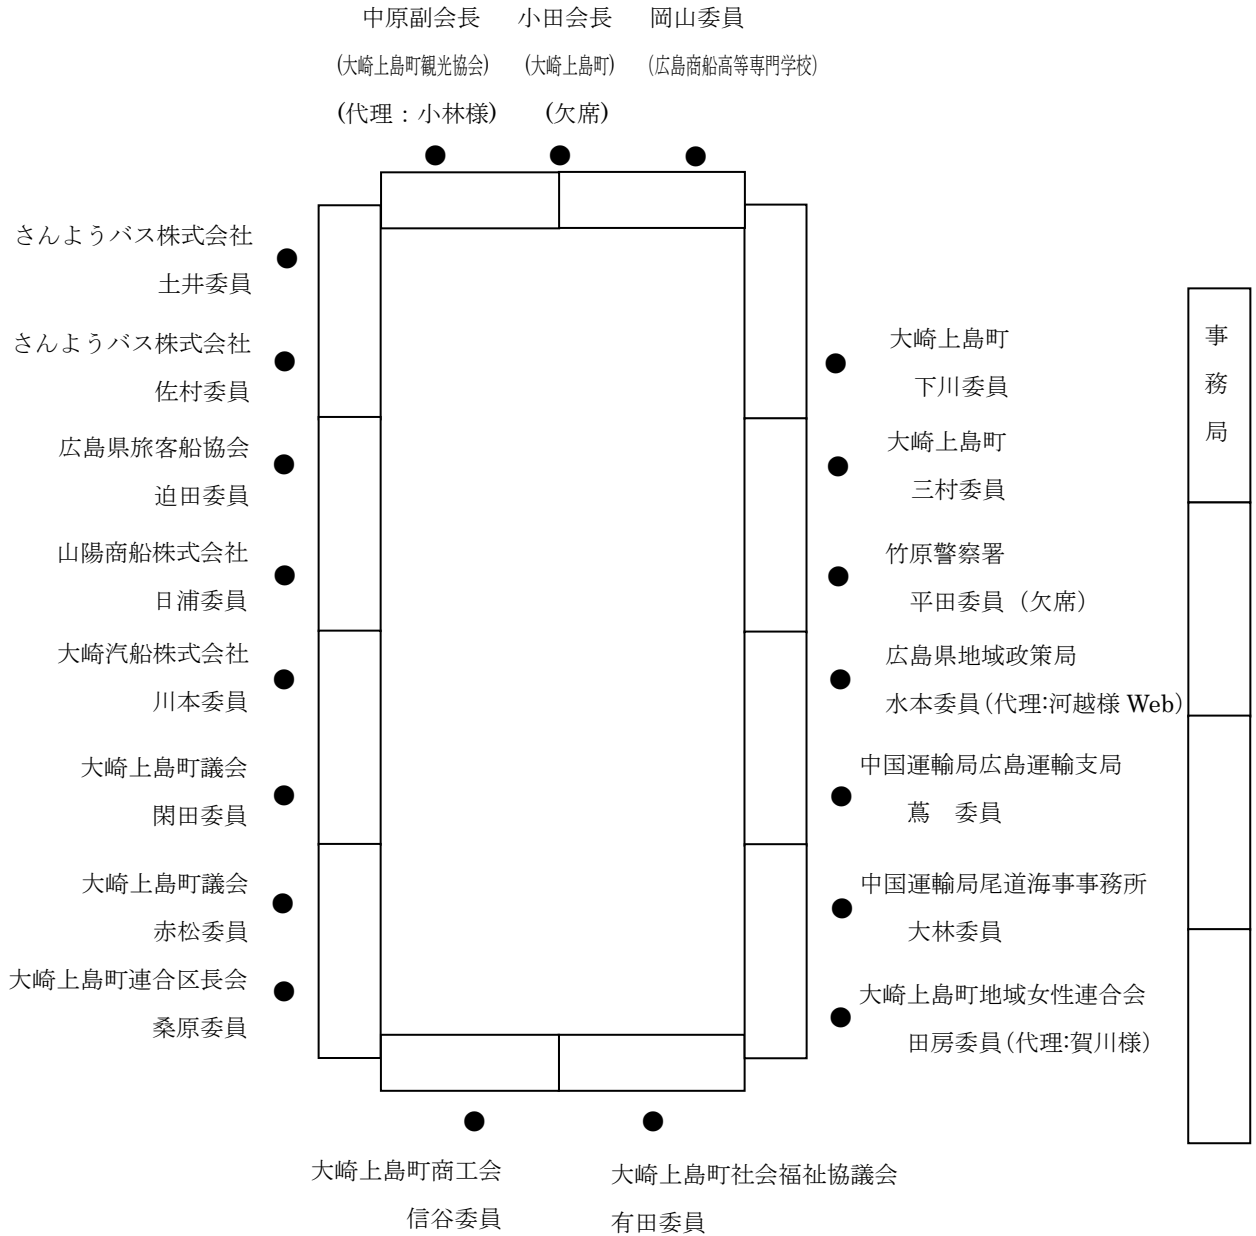 中原副会長 小田会長 岡山委員
(大崎上島町観光協会) (大崎上島町) (広島商船高等専門学校)
(代理:小林様) (欠席)
さんようバス株式会社
土井委員
さんようバス株式会社
佐村委員
広島県旅客船協会
迫田委員
山陽商船株式会社
日浦委員
大崎汽船株式会社
川本委員
大崎上島町議会
閑田委員
大崎上島町議会
赤松委員
大崎上島町連合区長会
桑原委員
大崎上島町
下川委員
大崎上島町
三村委員
竹原警察署
平田委員(欠席)
広島県地域政策局
水本委員(代理:河越様 Web)
中国運輸局広島運輸支局
蔦 委員
中国運輸局尾道海事事務所
大林委員
大崎上島町地域女性連合会
田房委員(代理:賀川様)
事
務
局
大崎上島町商工会
信谷委員
大崎上島町社会福祉協議会
有田委員